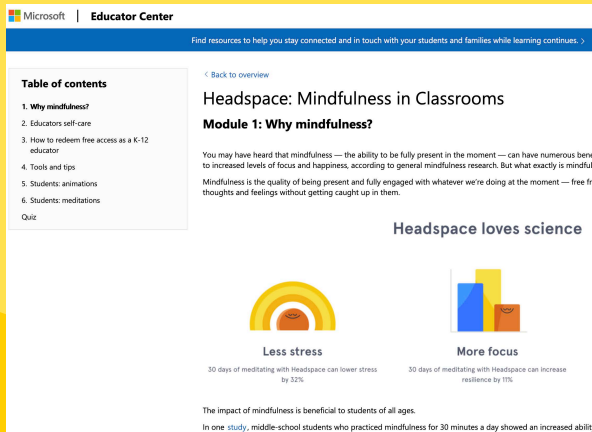 Microsoft | Educator Center
Find resources to help you stay connected and in touch with your students and families while learning continues. >
Table of contents
1. Why mindfulness?
2. Educators self-care
3. How to redeem free access as a K-12
educator
4. Tools and tips
5. Students: animations
6. Students: meditations
Quiz
< Back to overview
Headspace: Mindfulness in Classrooms
Module 1: Why mindfulness?
You may have heard that mindfulness — the ability to be fully present in the moment — can have numerous
to increased levels of focus and happiness, according to general mindfulness research. But what exactly is
Mindfulness is the quality of being present and fully engaged with whatever we're doing at the moment — free
thoughts and feelings without getting caught up in them.
Headspace loves science
Less stress
30 days of meditating with Headspace can lower stress
by 32%
More focus
30 days of meditating with Headspace can increase
resilience by 11%
The impact of mindfulness is beneficial to students of all ages.
In one study, middle-school students who practiced mindfulness for 30 minutes a day showed an increased